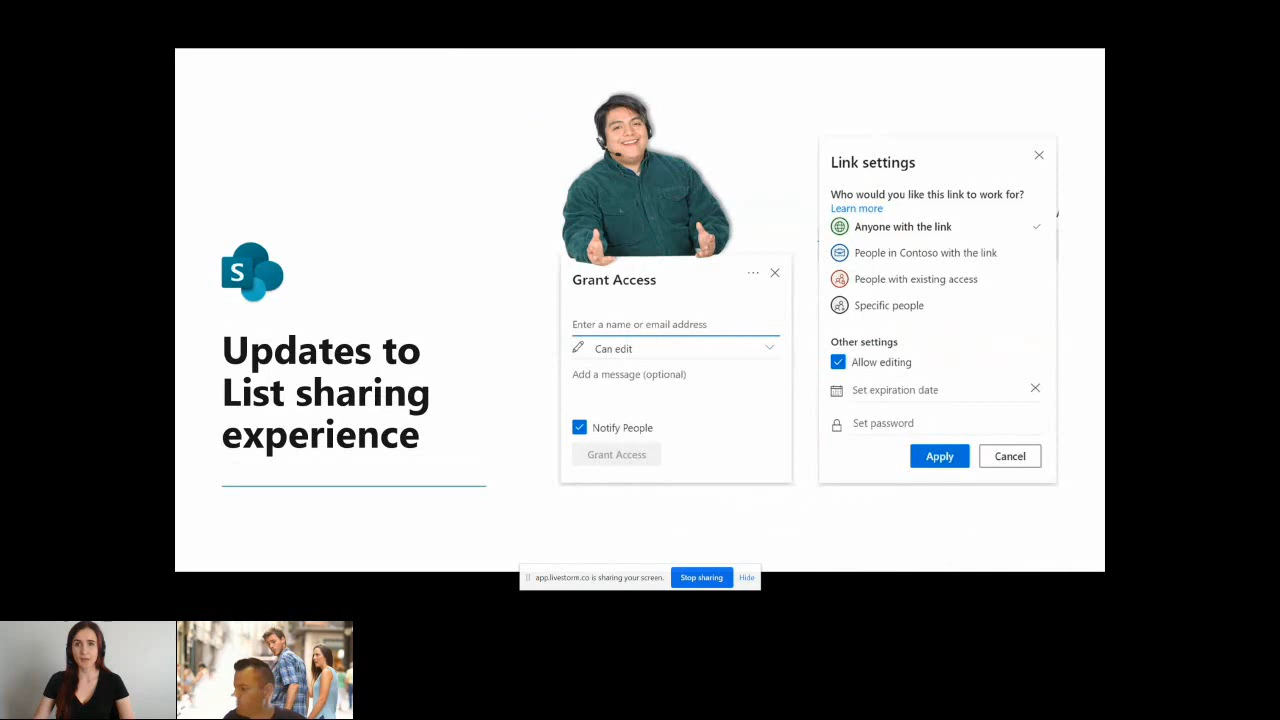 S
Updates to
List sharing
experience
Grant Access
Enter a name or email address
Can edit
Add a message (optional)
Notify People
Grant Access
Link settings
Who would you like this link to work for?
Learn more
Anyone with the link
People in Contoso with the link
People with existing access
Specific people
Other settings
Allow editing
Set expiration date
Set password
Apply
Cancel
app.livestorm.co is sharing your screen.
Stop sharing
Hide